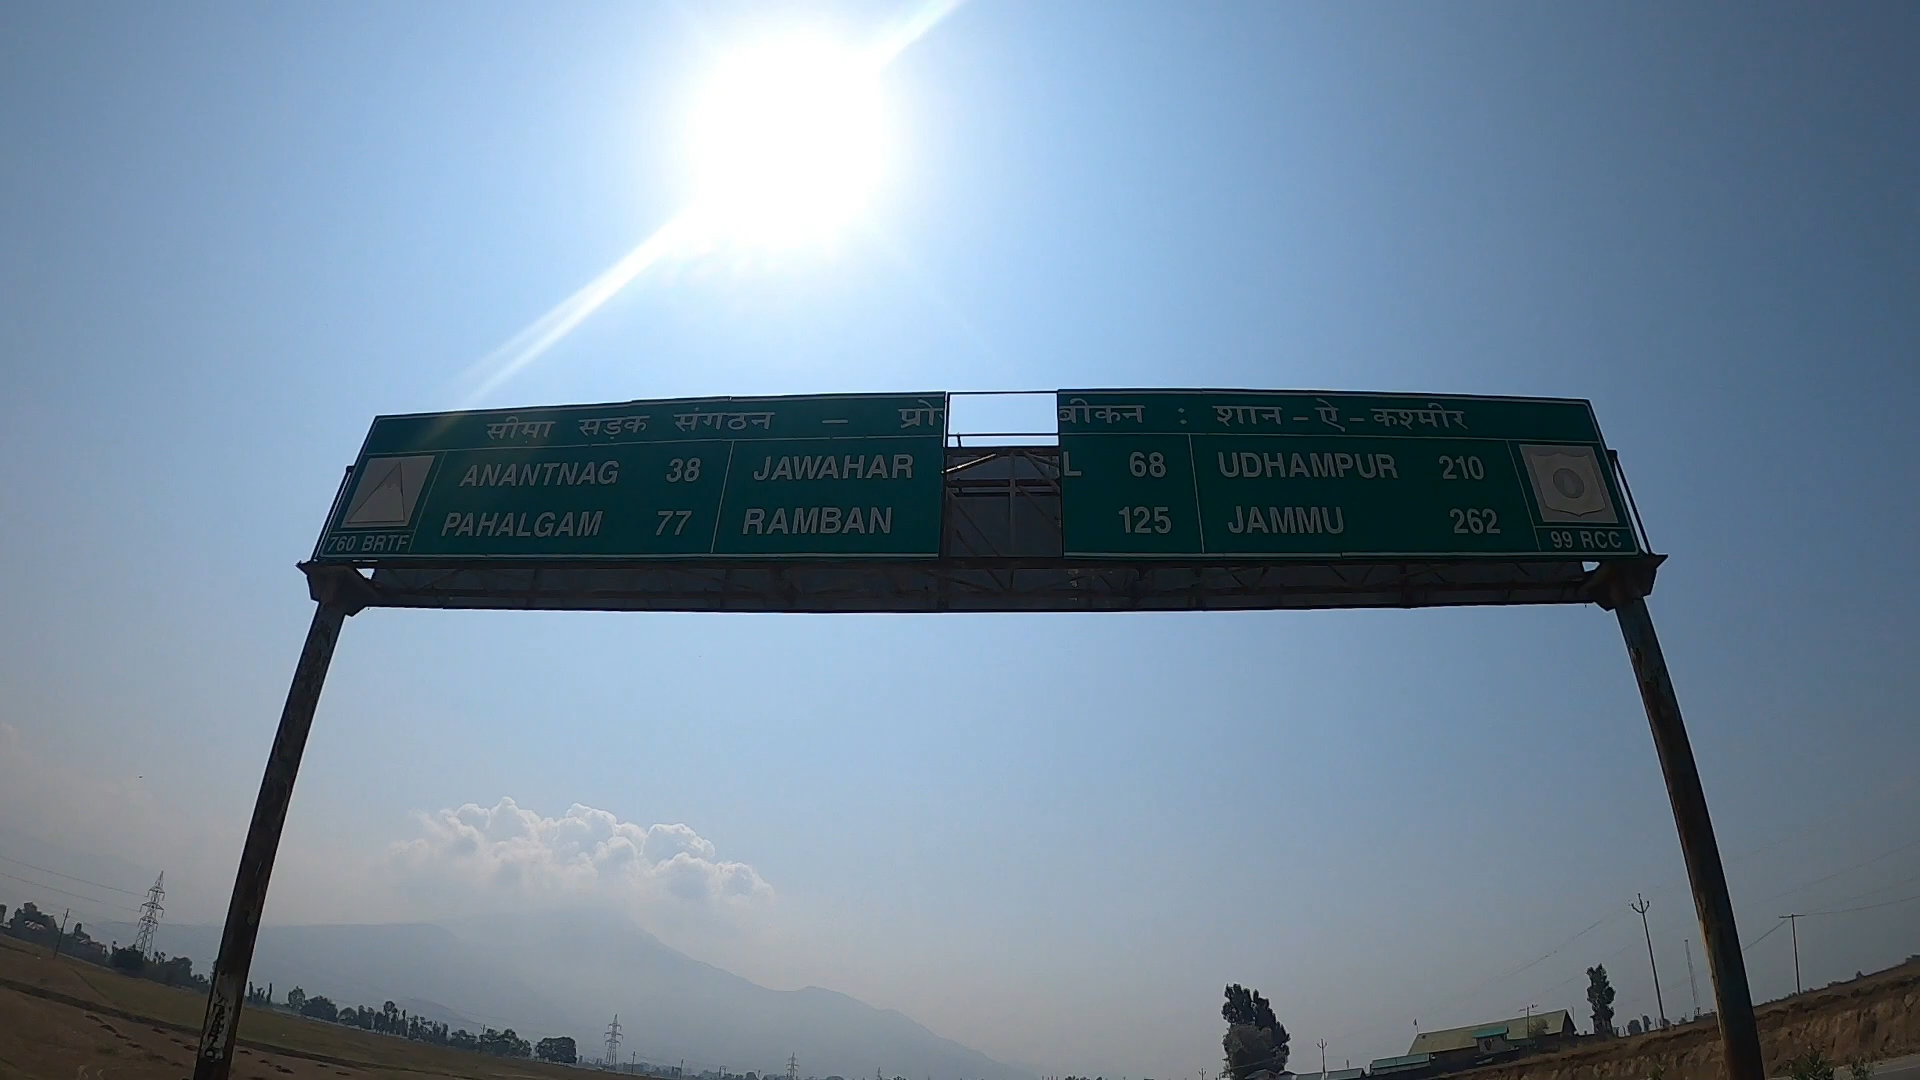 सीमा सड़क संगठन – प्रो बीकन : शान-ऐ-कश्मीर
ANANTNAG 38 JAWAHAR L 68 UDHAMPUR 210
PAHALGAM 77 RAMBAN 125 JAMMU 262
760 BRTF 99 RCC